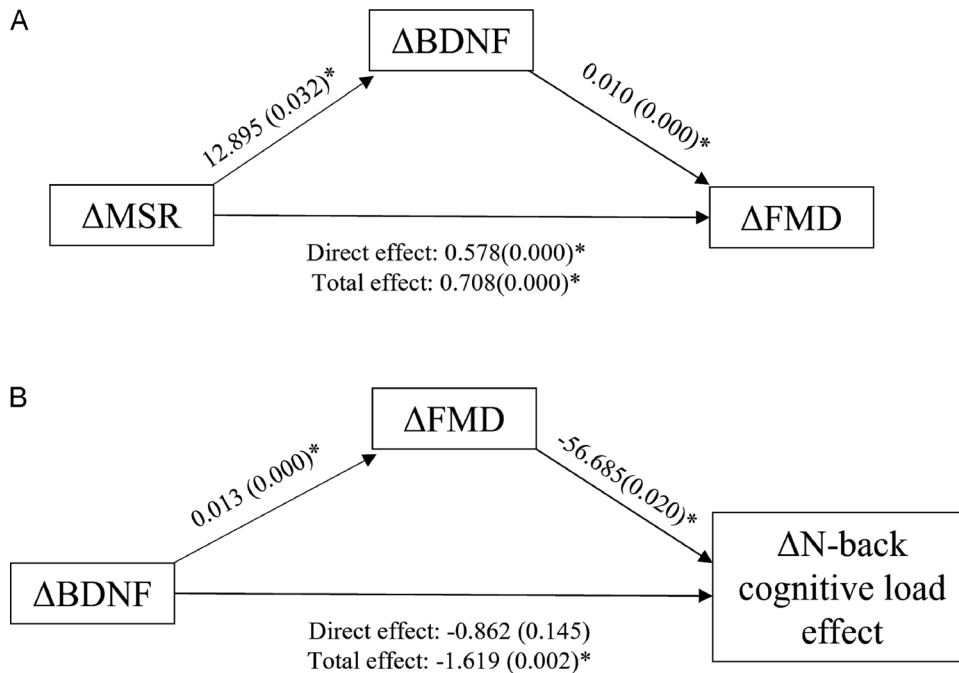 A
ΔBDNF
12.895 (0.032)*
0.010 (0.000)*
ΔMSR
ΔFMD
Direct effect: 0.578(0.000)*
Total effect: 0.708(0.000)*
B
ΔFMD
0.013 (0.000)*
-56.685(0.020)*
ΔBDNF
ΔN-back
cognitive load
effect
Direct effect: -0.862 (0.145)
Total effect: -1.619 (0.002)*